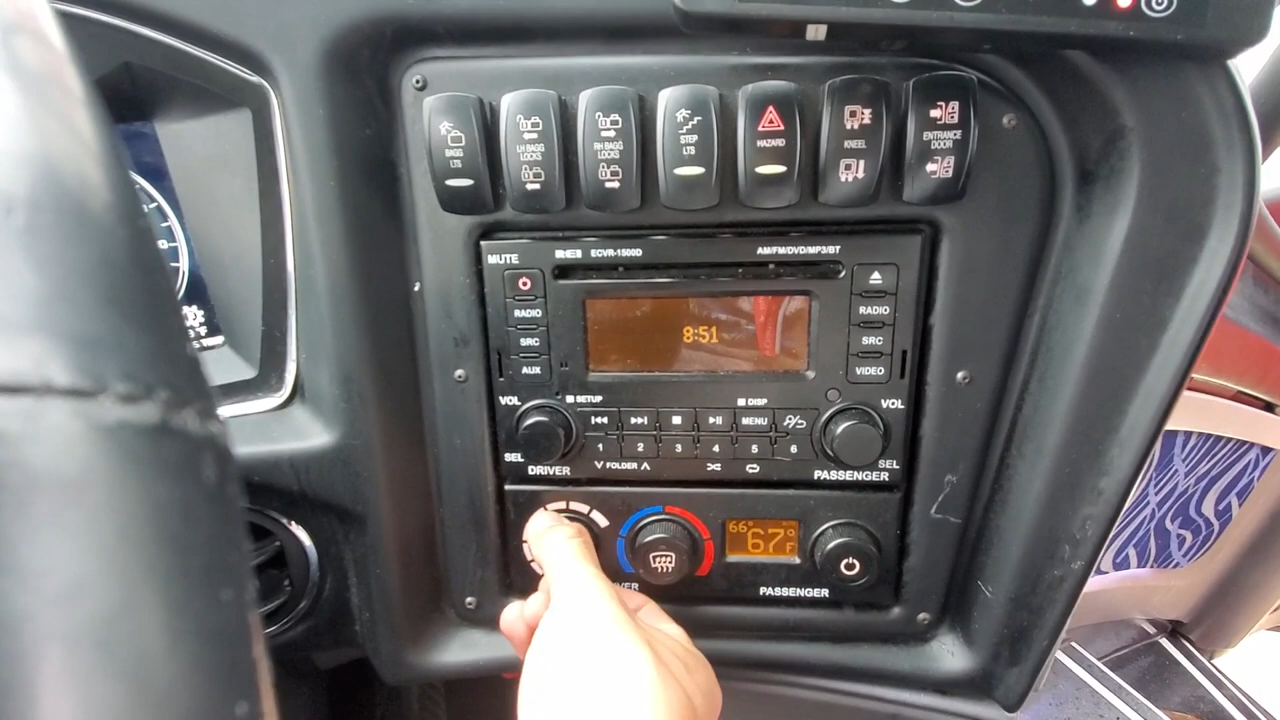 BAGG
LTS
LH BAGG
LOCKS
RH BAGG
LOCKS
STEP
LTS
HAZARD
KNEEL
ENTRANCE
DOOR
MUTE
REI ECVR-1500D
AM/FM/DVD/MP3/BT
RADIO
SRC
AUX
8:51
RADIO
SRC
VIDEO
VOL
SETUP
DISP
VOL
MENU
1 2 3 4 5 6
SEL
DRIVER
FOLDER
PASSENGER
SEL
66°
67°F
VER
PASSENGER